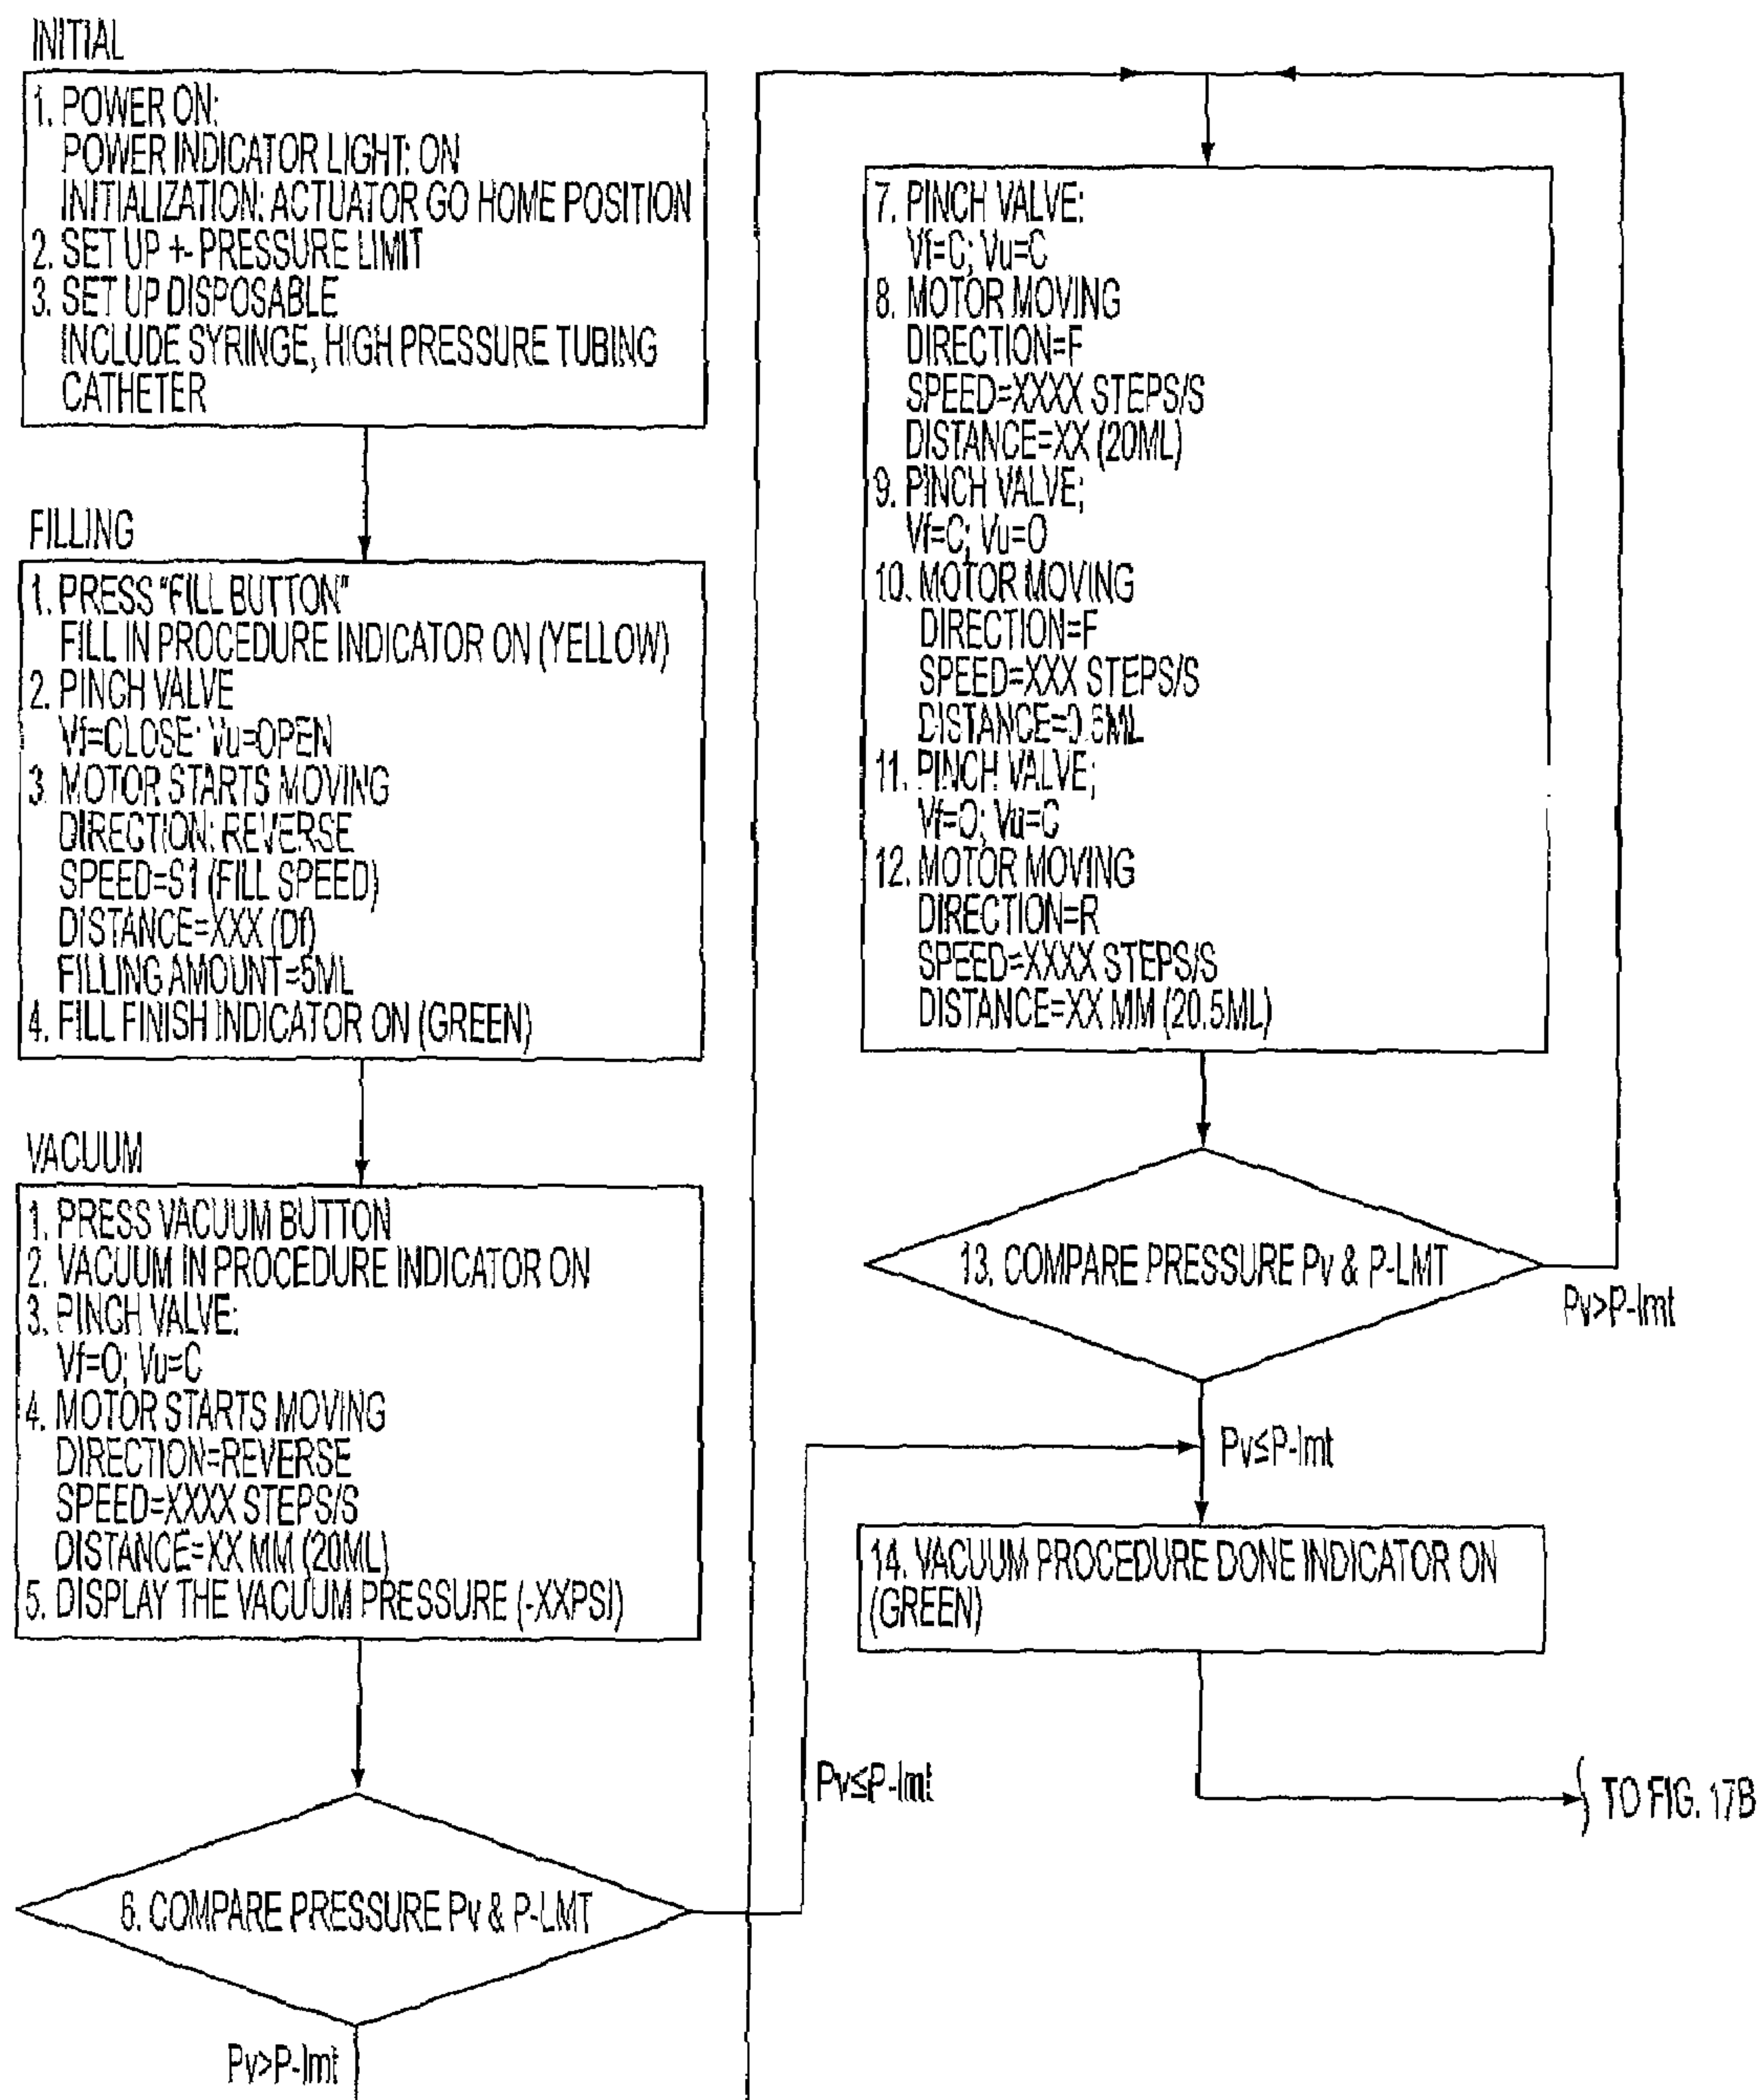 INITIAL
1. POWER ON:
POWER INDICATOR LIGHT: ON
INITIALIZATION: ACTUATOR GO HOME POSITION
2. SET UP +- PRESSURE LIMIT
3. SET UP DISPOSABLE
INCLUDE SYRINGE, HIGH PRESSURE TUBING
CATHETER
FILLING
1. PRESS "FILL BUTTON"
FILL IN PROCEDURE INDICATOR ON (YELLOW)
2. PINCH VALVE
Vf=CLOSE; Vu=OPEN
3. MOTOR STARTS MOVING
DIRECTION: REVERSE
SPEED=S1 (FILL SPEED)
DISTANCE=XXX (Df)
FILLING AMOUNT=5ML
4. FILL FINISH INDICATOR ON (GREEN)
VACUUM
1. PRESS VACUUM BUTTON
2. VACUUM IN PROCEDURE INDICATOR ON
3. PINCH VALVE:
Vf=O; Vu=C
4. MOTOR STARTS MOVING
DIRECTION=REVERSE
SPEED=XXXX STEPS/S
DISTANCE=XX MM (20ML)
5. DISPLAY THE VACUUM PRESSURE (-XXPSI)
6. COMPARE PRESSURE Pv & P-LMT
Pv>P-lmt
Pv≤P-lmt
7. PINCH VALVE:
Vf=C; Vu=C
8. MOTOR MOVING
DIRECTION=F
SPEED=XXXX STEPS/S
DISTANCE=XX (20ML)
9. PINCH VALVE;
Vf=C; Vu=O
10. MOTOR MOVING
DIRECTION=F
SPEED=XXX STEPS/S
DISTANCE=0.5ML
11. PINCH VALVE;
Vf=O; Vu=C
12. MOTOR MOVING
DIRECTION=R
SPEED=XXXX STEPS/S
DISTANCE=XX MM (20.5ML)
13. COMPARE PRESSURE Pv & P-LMT
Pv>P-lmt
Pv≤P-lmt
14. VACUUM PROCEDURE DONE INDICATOR ON
(GREEN)
TO FIG. 17B